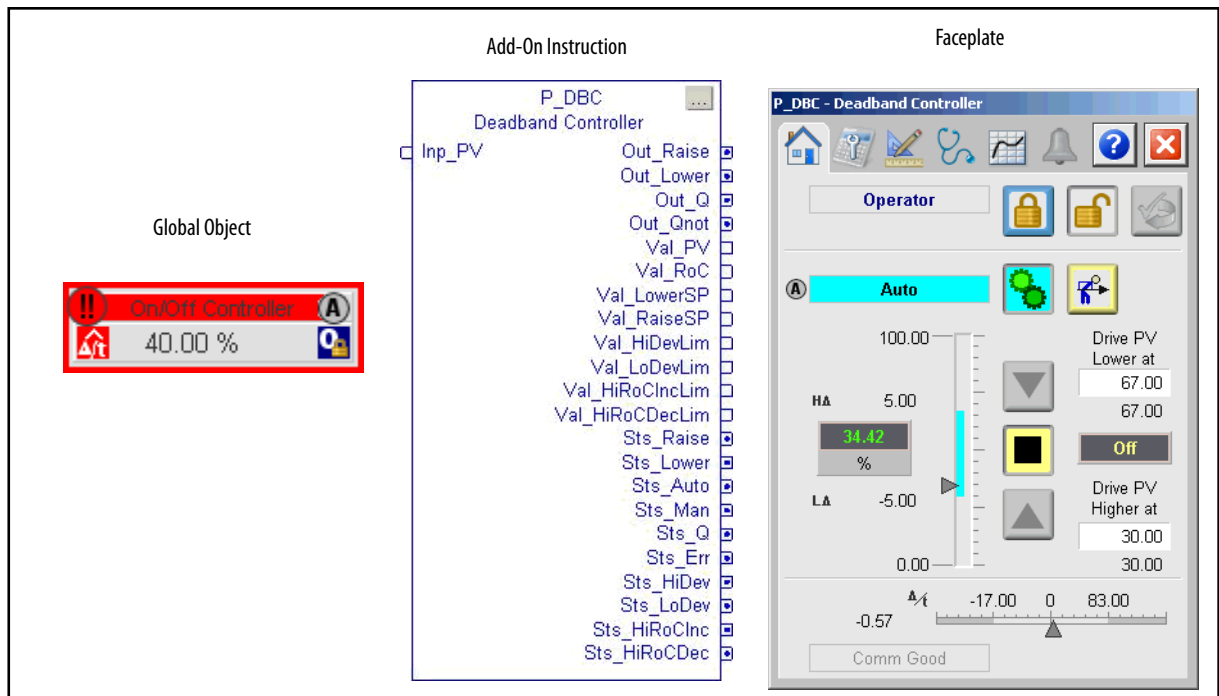 Global Object
!!
On/Off Controller
A
Δ/t
40.00 %
O
Add-On Instruction
P_DBC
...
Deadband Controller
Inp_PV
Out_Raise
Out_Lower
Out_Q
Out_Qnot
Val_PV
Val_RoC
Val_LowerSP
Val_RaiseSP
Val_HiDevLim
Val_LoDevLim
Val_HiRoCIncLim
Val_HiRoCDecLim
Sts_Raise
Sts_Lower
Sts_Auto
Sts_Man
Sts_Q
Sts_Err
Sts_HiDev
Sts_LoDev
Sts_HiRoCInc
Sts_HiRoCDec
Faceplate
P_DBC - Deadband Controller
?
Operator
A
Auto
100.00
Drive PV
Lower at
67.00
67.00
HΔ 5.00
34.42
%
Off
LΔ -5.00
Drive PV
Higher at
30.00
30.00
0.00
Δ/t
-17.00 0 83.00
-0.57
Comm Good